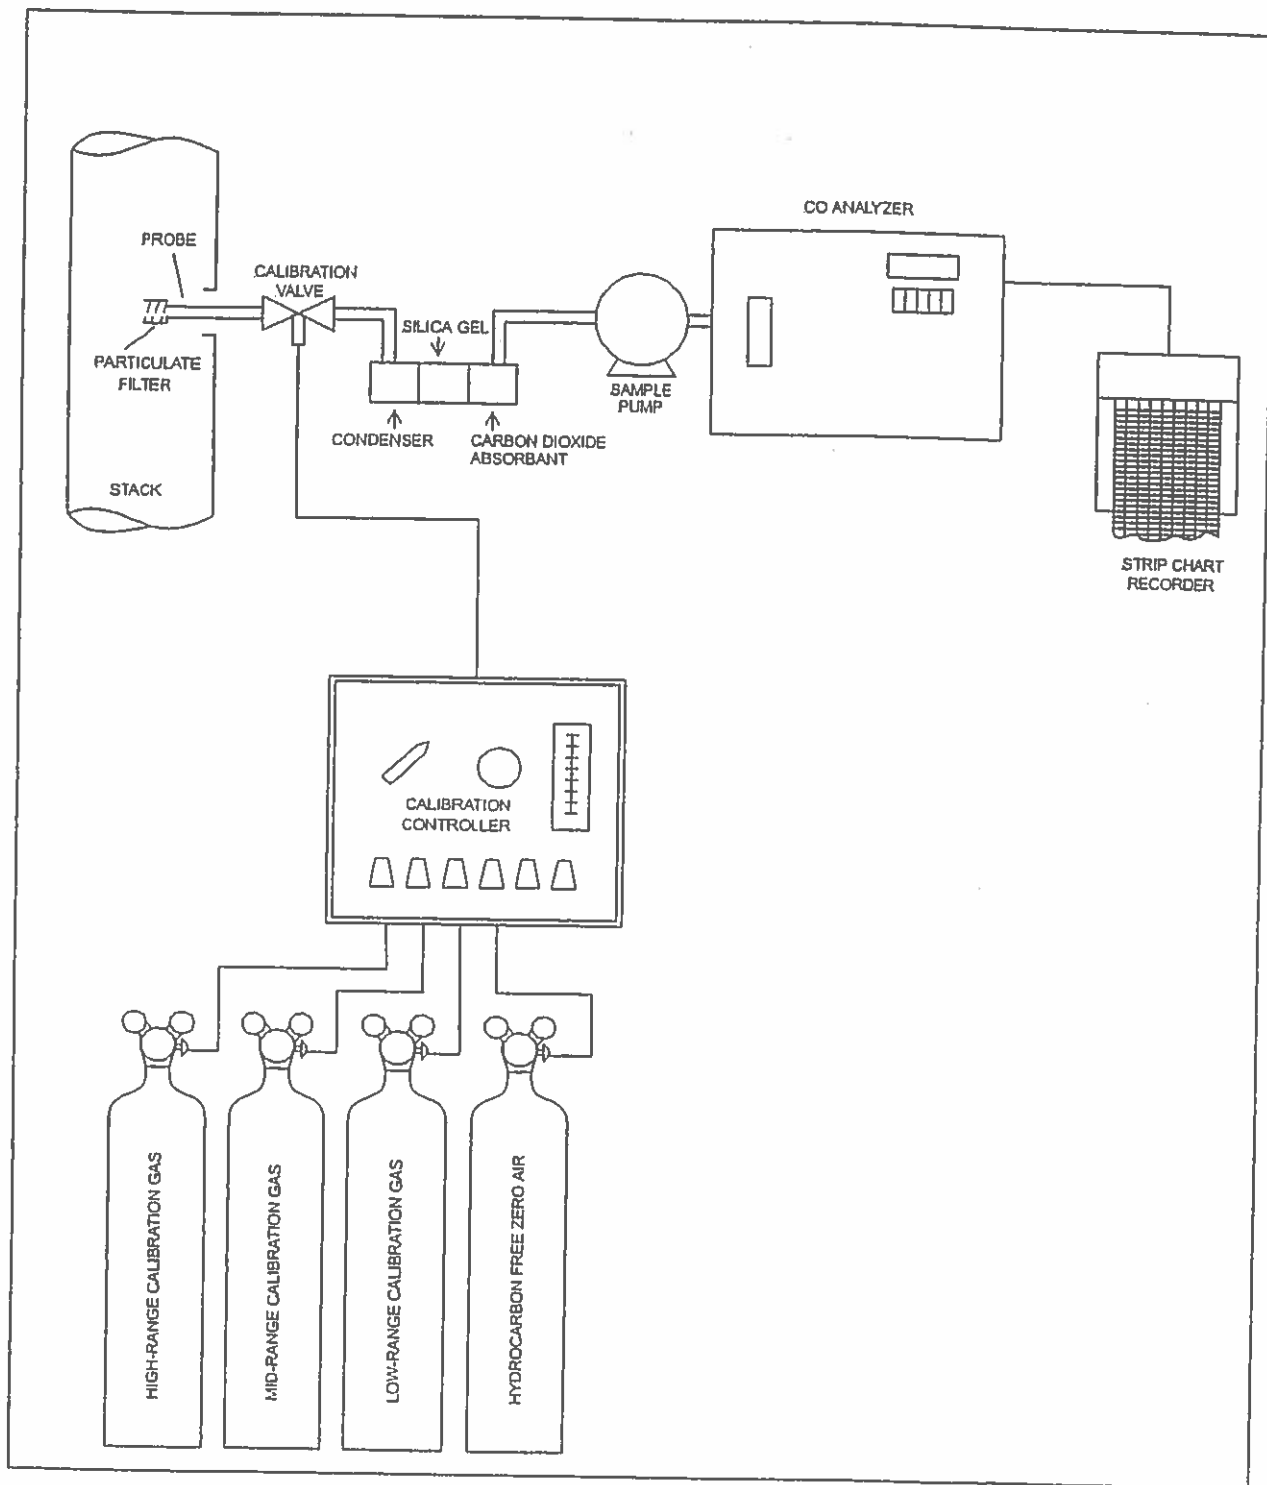 CO ANALYZER
PROBE
CALIBRATION
VALVE
SILICA GEL
PARTICULATE
FILTER
SAMPLE
PUMP
CONDENSER
CARBON DIOXIDE
ABSORBANT
STACK
STRIP CHART
RECORDER
CALIBRATION
CONTROLLER
HIGH-RANGE CALIBRATION GAS
MID-RANGE CALIBRATION GAS
LOW-RANGE CALIBRATION GAS
HYDROCARBON FREE ZERO AIR